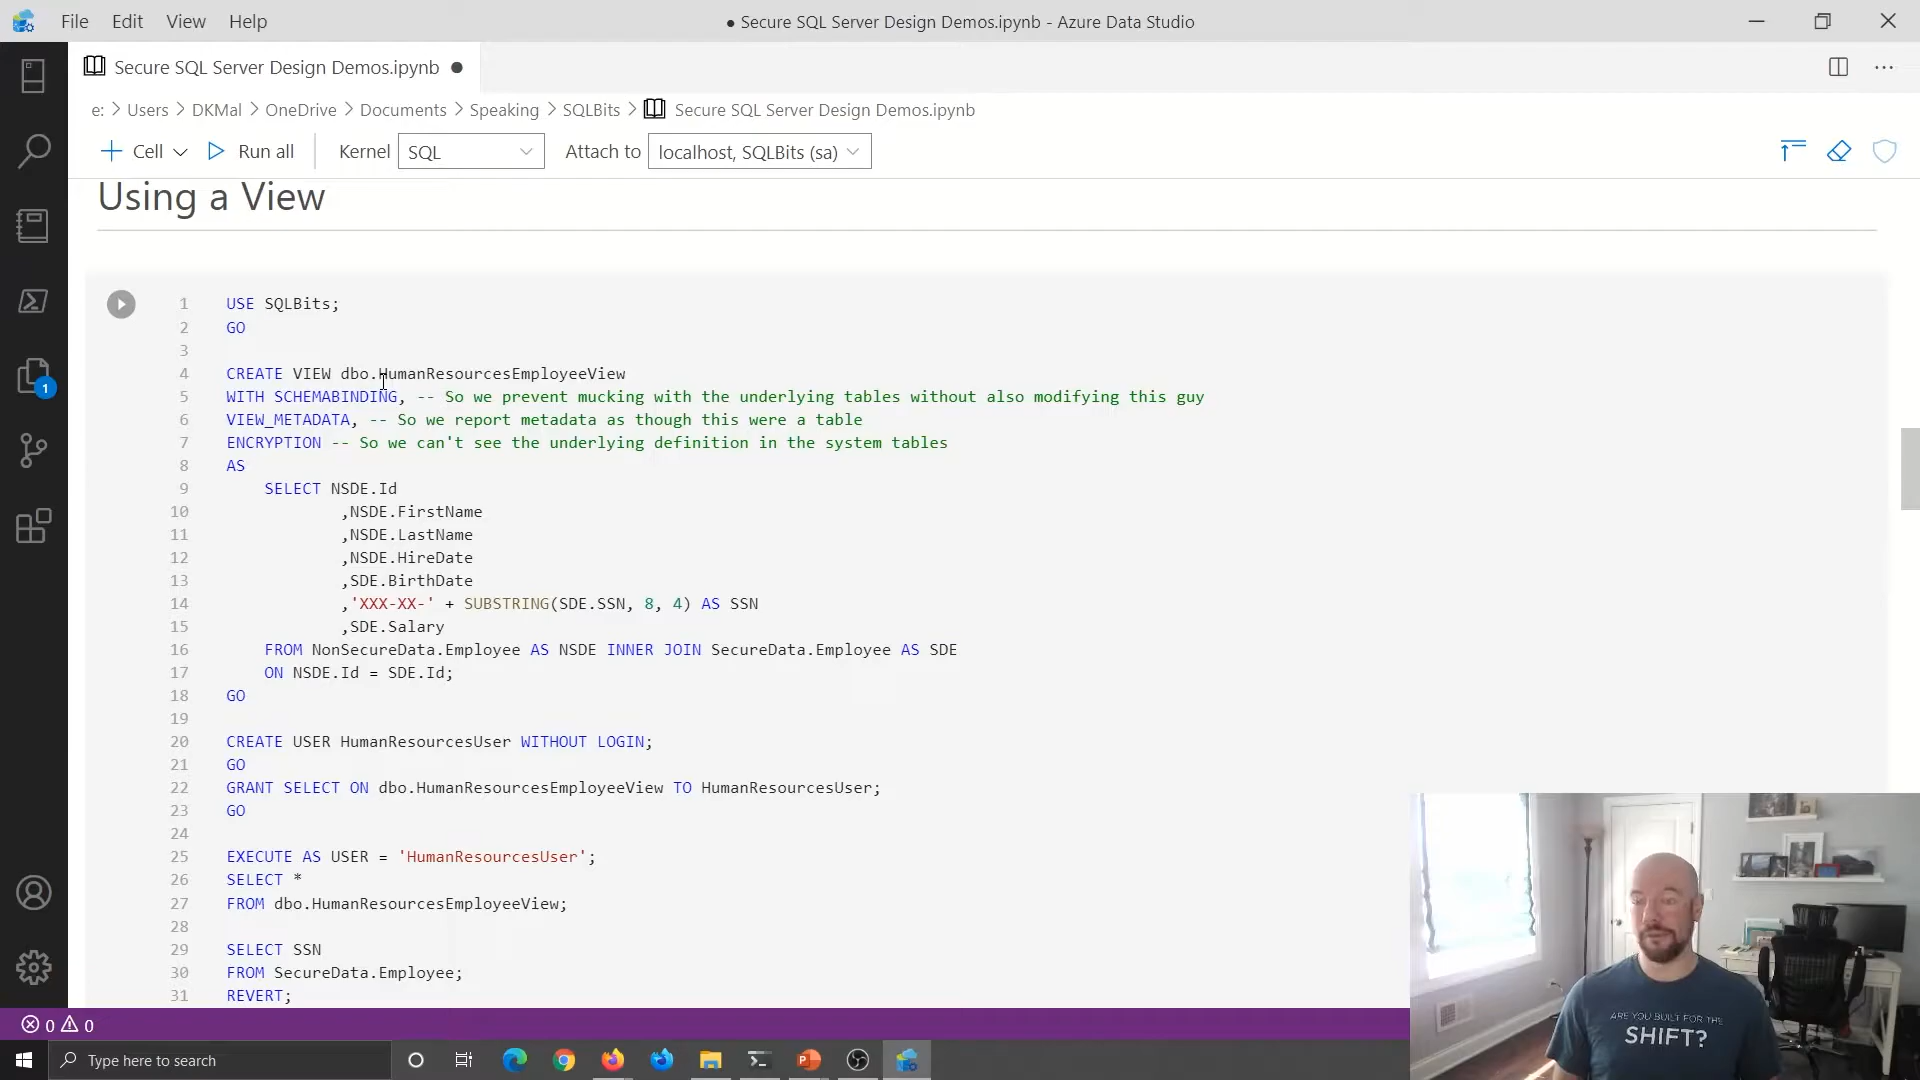 File Edit View Help
● Secure SQL Server Design Demos.ipynb - Azure Data Studio
Secure SQL Server Design Demos.ipynb ●
e: > Users > DKMal > OneDrive > Documents > Speaking > SQLBits > Secure SQL Server Design Demos.ipynb
+ Cell Run all Kernel SQL Attach to localhost, SQLBits (sa)
Using a View
1 USE SQLBits;
2 GO
3
4 CREATE VIEW dbo.HumanResourcesEmployeeView
5 WITH SCHEMABINDING, -- So we prevent mucking with the underlying tables without also modifying this guy
6 VIEW_METADATA, -- So we report metadata as though this were a table
7 ENCRYPTION -- So we can't see the underlying definition in the system tables
8 AS
9 SELECT NSDE.Id
10 ,NSDE.FirstName
11 ,NSDE.LastName
12 ,NSDE.HireDate
13 ,SDE.BirthDate
14 ,'XXX-XX-' + SUBSTRING(SDE.SSN, 8, 4) AS SSN
15 ,SDE.Salary
16 FROM NonSecureData.Employee AS NSDE INNER JOIN SecureData.Employee AS SDE
17 ON NSDE.Id = SDE.Id;
18 GO
19
20 CREATE USER HumanResourcesUser WITHOUT LOGIN;
21 GO
22 GRANT SELECT ON dbo.HumanResourcesEmployeeView TO HumanResourcesUser;
23 GO
24
25 EXECUTE AS USER = 'HumanResourcesUser';
26 SELECT *
27 FROM dbo.HumanResourcesEmployeeView;
28
29 SELECT SSN
30 FROM SecureData.Employee;
31 REVERT;
1
ARE YOU BUILT FOR THE
SHIFT?
0 0
Type here to search